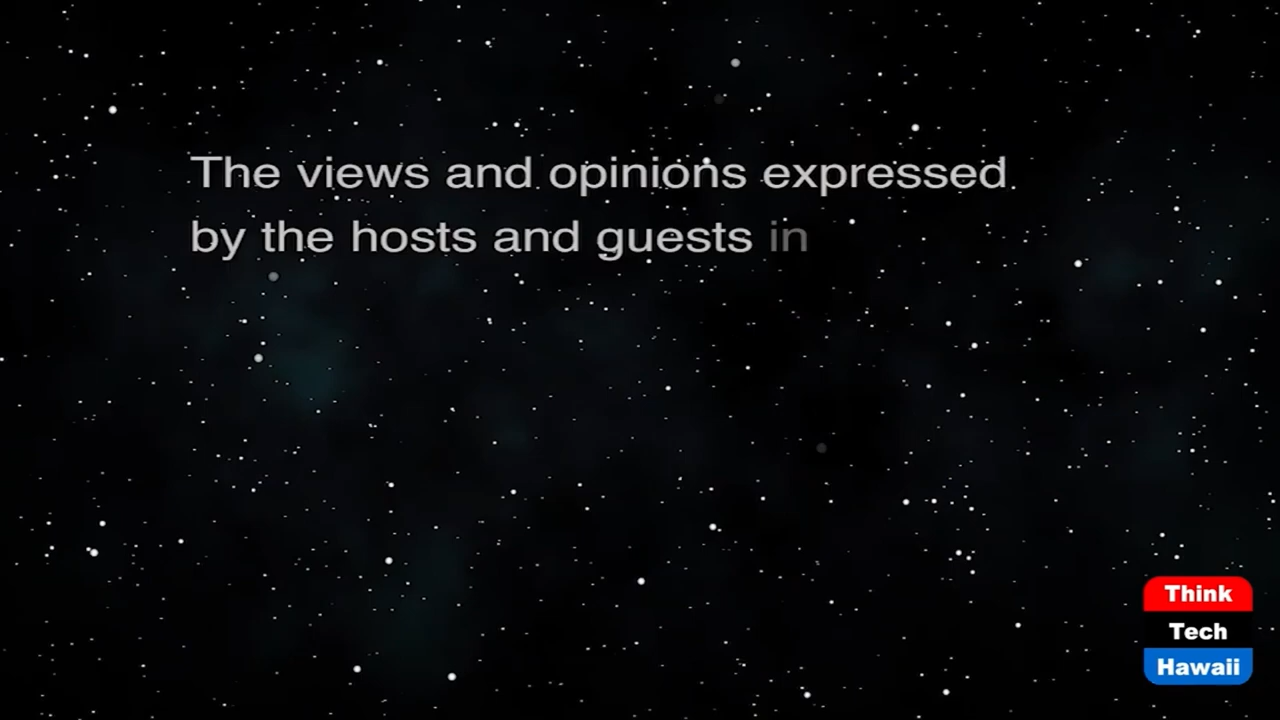 The views and opinions expressed
by the hosts and guests in
Think
Tech
Hawaii